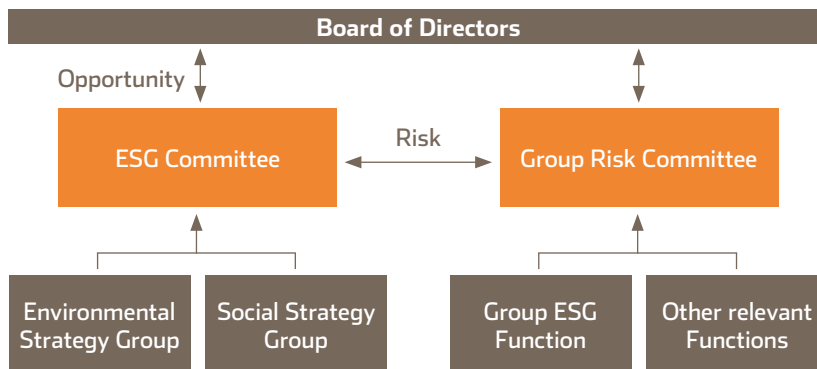 Board of Directors
Opportunity
ESG Committee
Risk
Group Risk Committee
Environmental
Strategy Group
Social Strategy
Group
Group ESG
Function
Other relevant
Functions